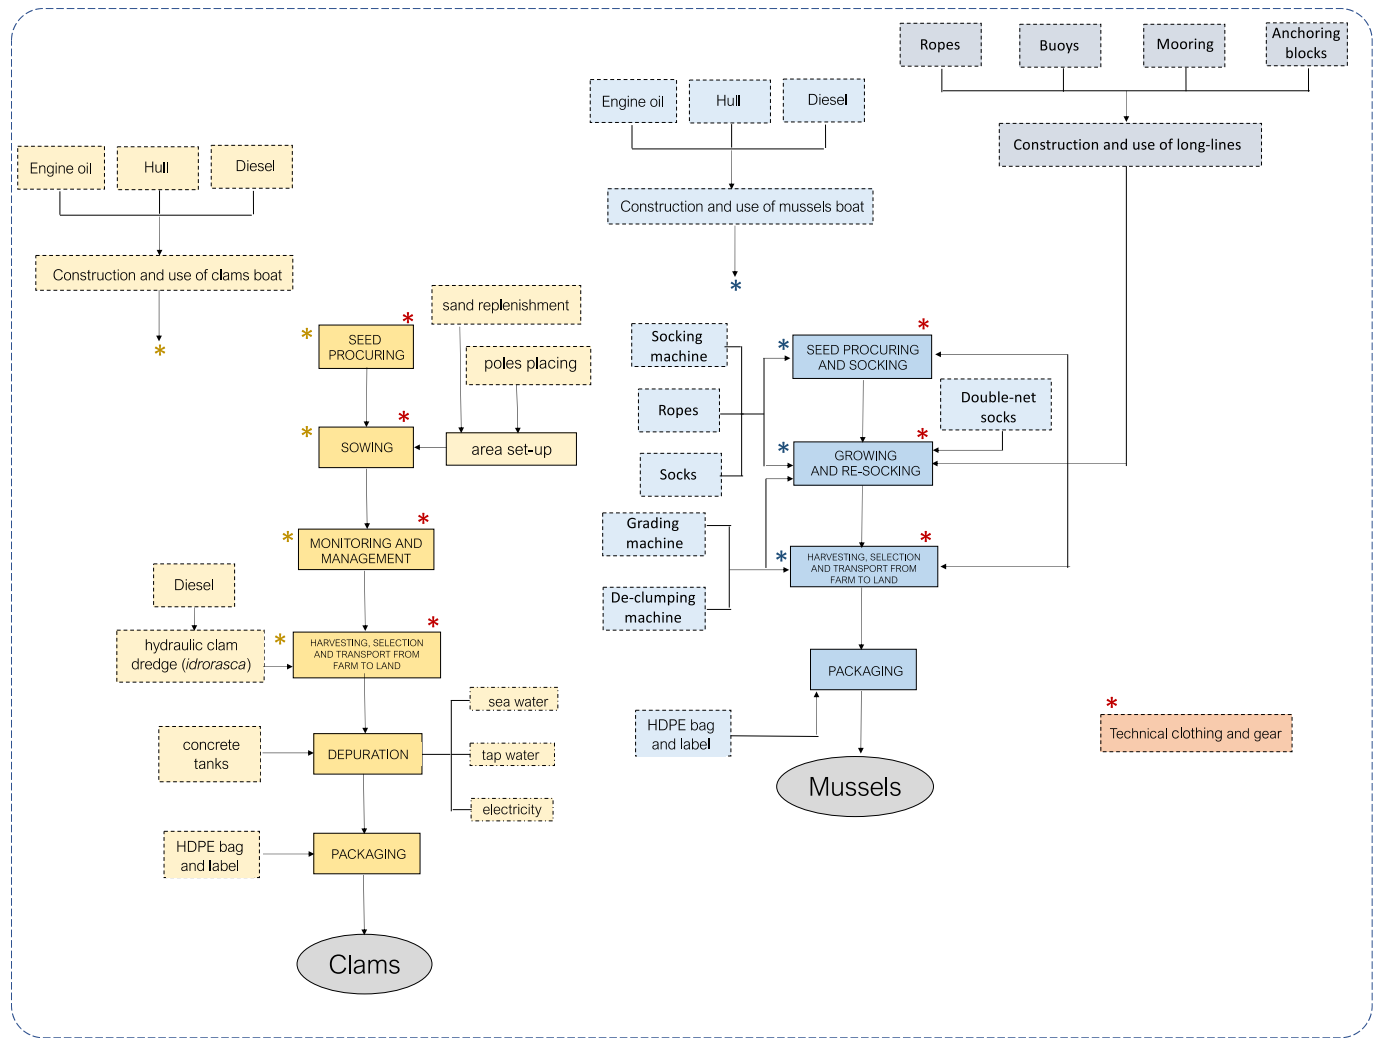 Ropes
Buoys
Mooring
Anchoring
blocks
Engine oil
Hull
Diesel
Construction and use of long-lines
Engine oil
Hull
Diesel
Construction and use of mussels boat
*
Construction and use of clams boat
*
sand replenishment
poles placing
* *
SEED
PROCURING
* *
SOWING
area set-up
* *
MONITORING AND
MANAGEMENT
Diesel
hydraulic clam
dredge (idrorasca)
* *
HARVESTING, SELECTION
AND TRANSPORT FROM
FARM TO LAND
sea water
concrete
tanks
DEPURATION
tap water
electricity
HDPE bag
and label
PACKAGING
Clams
Socking
machine
* *
SEED PROCURING
AND SOCKING
Ropes
Double-net
socks
Socks
* *
GROWING
AND RE-SOCKING
Grading
machine
De-clumping
machine
* *
HARVESTING, SELECTION
AND TRANSPORT FROM
FARM TO LAND
PACKAGING
HDPE bag
and label
Mussels
*
Technical clothing and gear